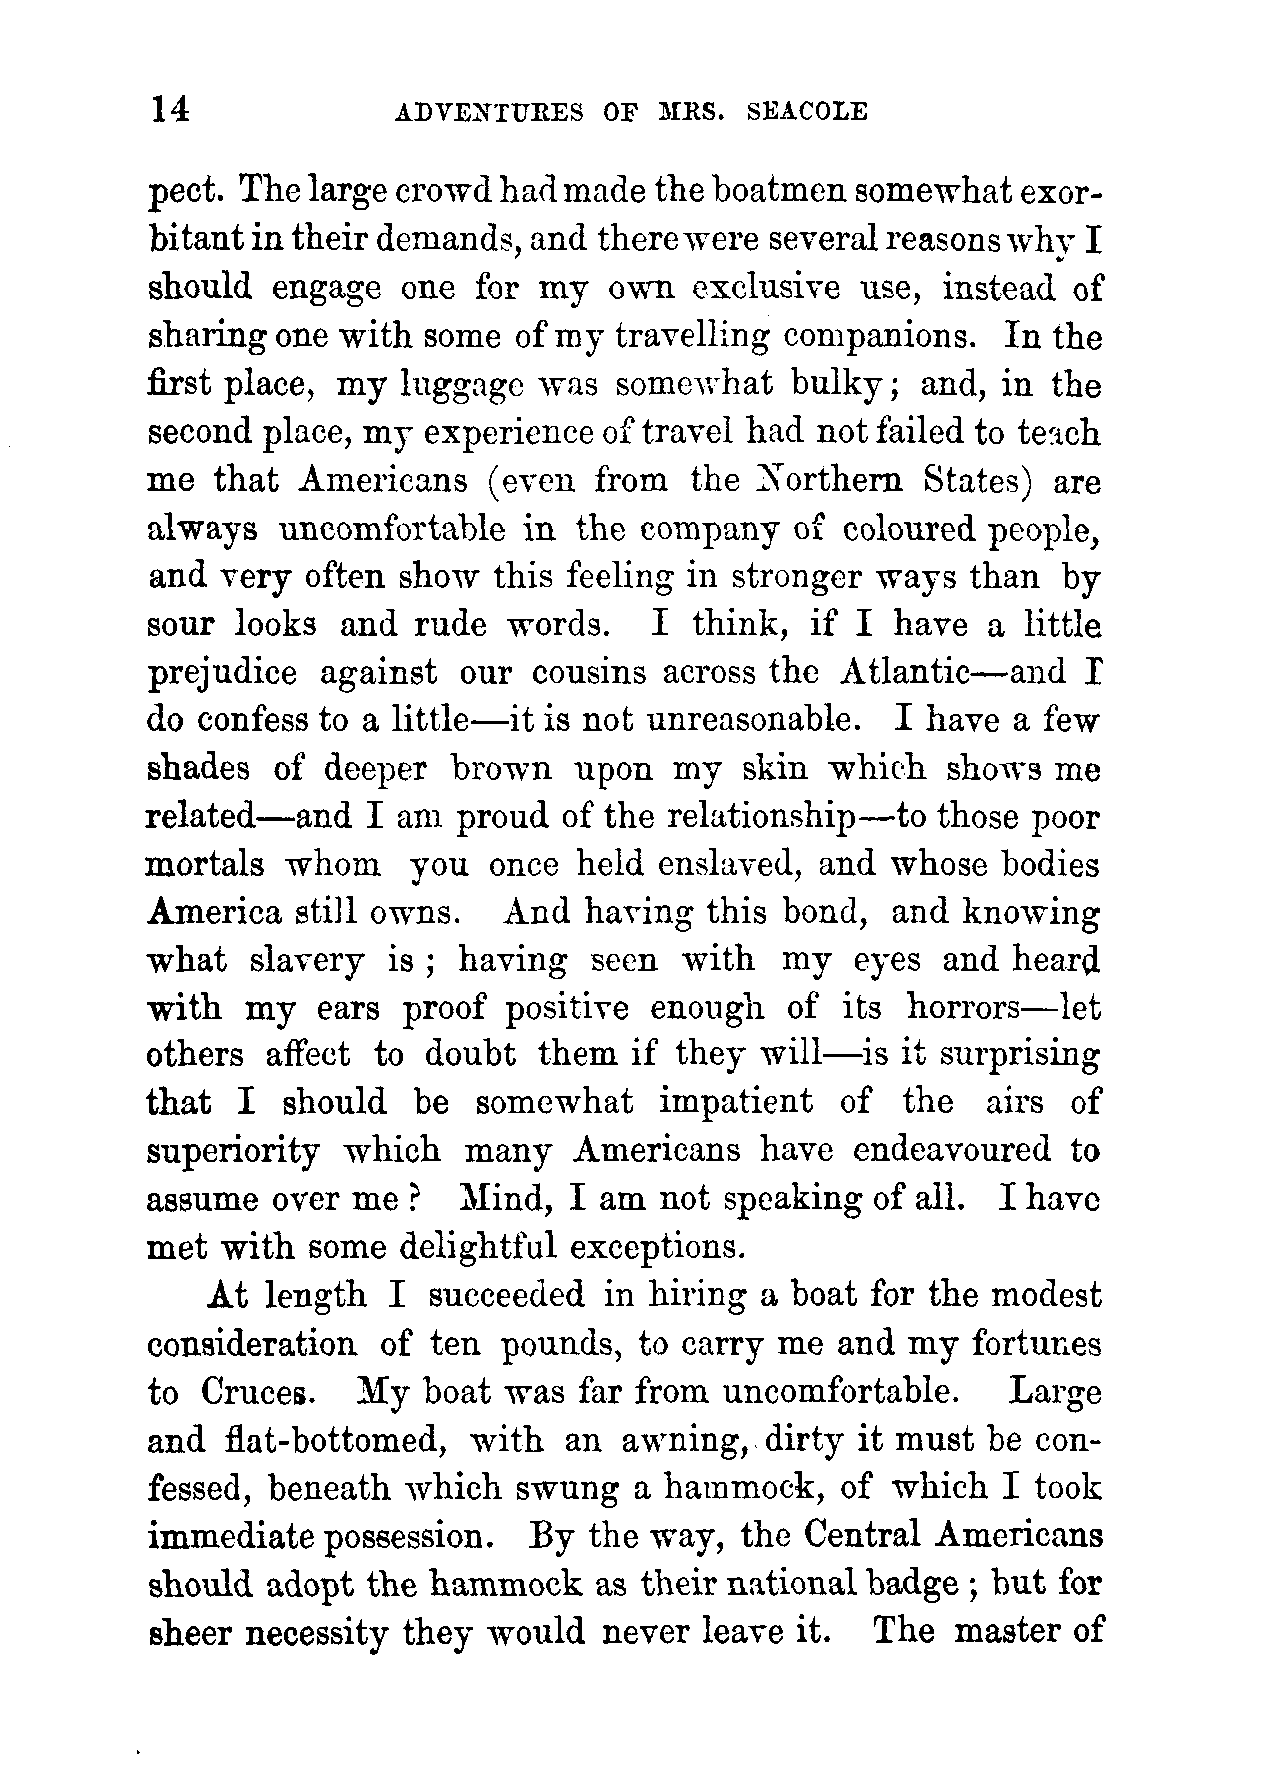 14 ADVENTURES OF MRS. SEACOLE
pect. The large crowd had made the boatmen somewhat exor-
bitant in their demands, and there were several reasons why I
should engage one for my own exclusive use, instead of
sharing one with some of my travelling companions. In the
first place, my luggage was somewhat bulky; and, in the
second place, my experience of travel had not failed to teach
me that Americans (even from the Northern States) are
always uncomfortable in the company of coloured people,
and very often show this feeling in stronger ways than by
sour looks and rude words. I think, if I have a little
prejudice against our cousins across the Atlantic—and I
do confess to a little—it is not unreasonable. I have a few
shades of deeper brown upon my skin which shows me
related—and I am proud of the relationship—to those poor
mortals whom you once held enslaved, and whose bodies
America still owns. And having this bond, and knowing
what slavery is ; having seen with my eyes and heard
with my ears proof positive enough of its horrors—let
others affect to doubt them if they will—is it surprising
that I should be somewhat impatient of the airs of
superiority which many Americans have endeavoured to
assume over me ? Mind, I am not speaking of all. I have
met with some delightful exceptions.
At length I succeeded in hiring a boat for the modest
consideration of ten pounds, to carry me and my fortunes
to Cruces. My boat was far from uncomfortable. Large
and flat-bottomed, with an awning, dirty it must be con-
fessed, beneath which swung a hammock, of which I took
immediate possession. By the way, the Central Americans
should adopt the hammock as their national badge ; but for
sheer necessity they would never leave it. The master of